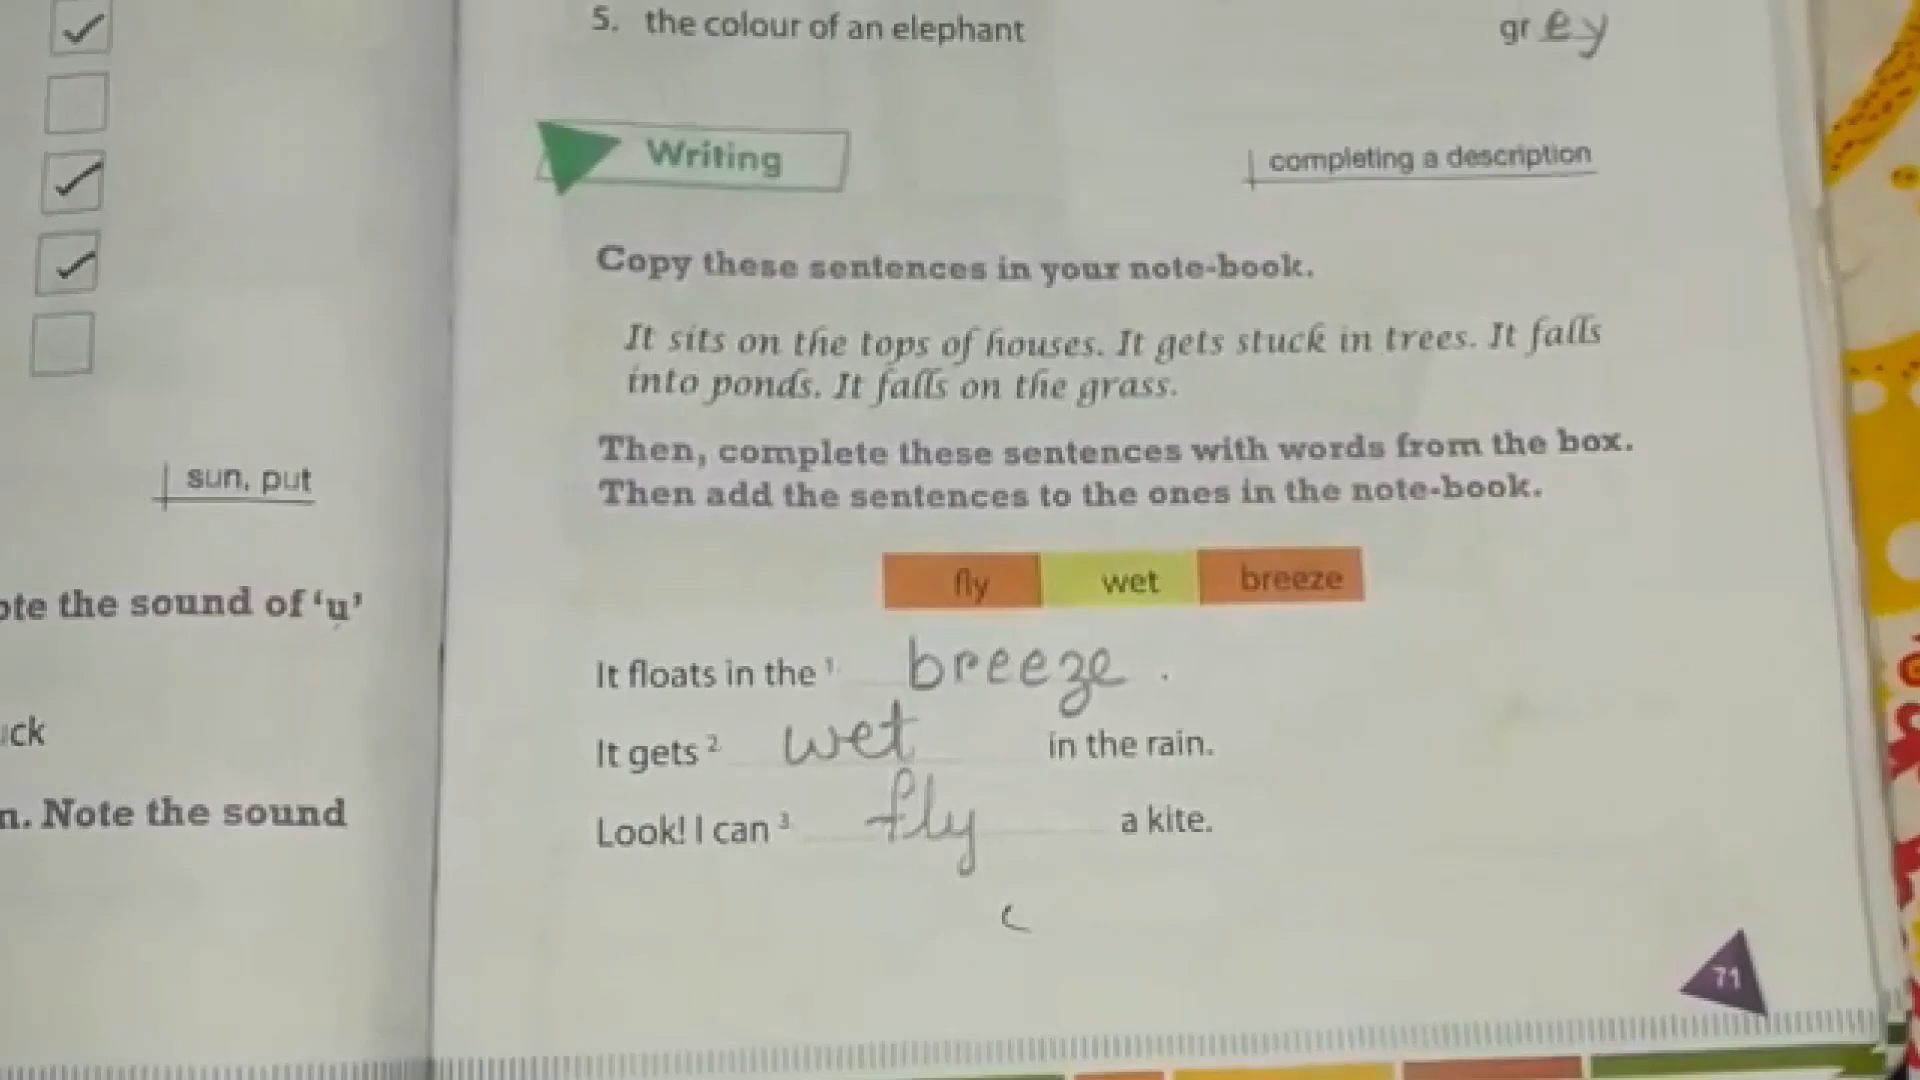 5. the colour of an elephant grey
Writing
completing a description
Copy these sentences in your note-book.
It sits on the tops of houses. It gets stuck in trees. It falls
into ponds. It falls on the grass.
Then, complete these sentences with words from the box.
Then add the sentences to the ones in the note-book.
fly wet breeze
It floats in the 1. breeze .
It gets 2. wet in the rain.
Look! I can 3. fly a kite.
71
sun, put
the sound of ‘u’
Note the sound